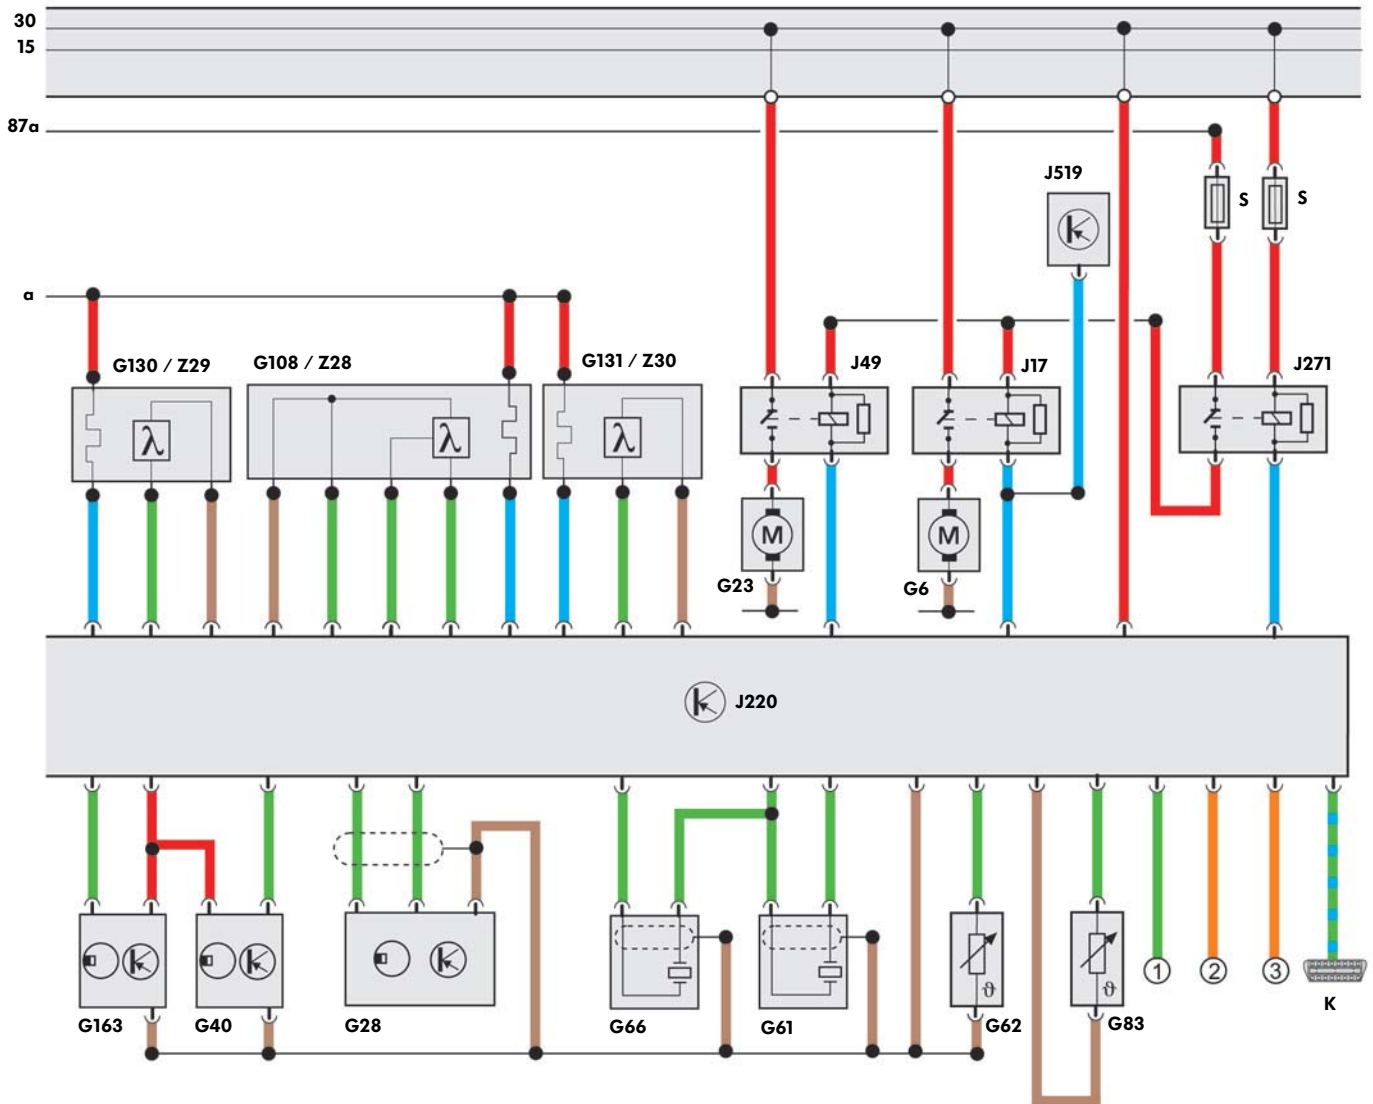 30
15
87a
J519
S
S
a
G130 / Z29
G108 / Z28
G131 / Z30
J49
J17
J271
λ
λ
λ
M
M
G23
G6
J220
1
2
3
ϑ
ϑ
G163
G40
G28
G66
G61
G62
G83
K